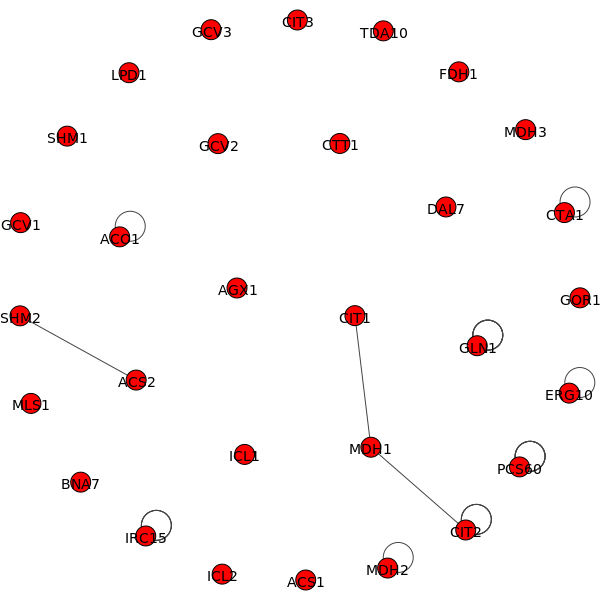 CIT3
GCV3
TDA10
LPD1
FDH1
MDH3
SHM1
GCV2
CTT1
DAL7
CTA1
GCV1
ACO1
AGX1
GOR1
SHM2
CIT1
GLN1
ACS2
ERG10
MLS1
MDH1
ICL1
PCS60
BNA7
CIT2
IRC15
MDH2
ICL2
ACS1